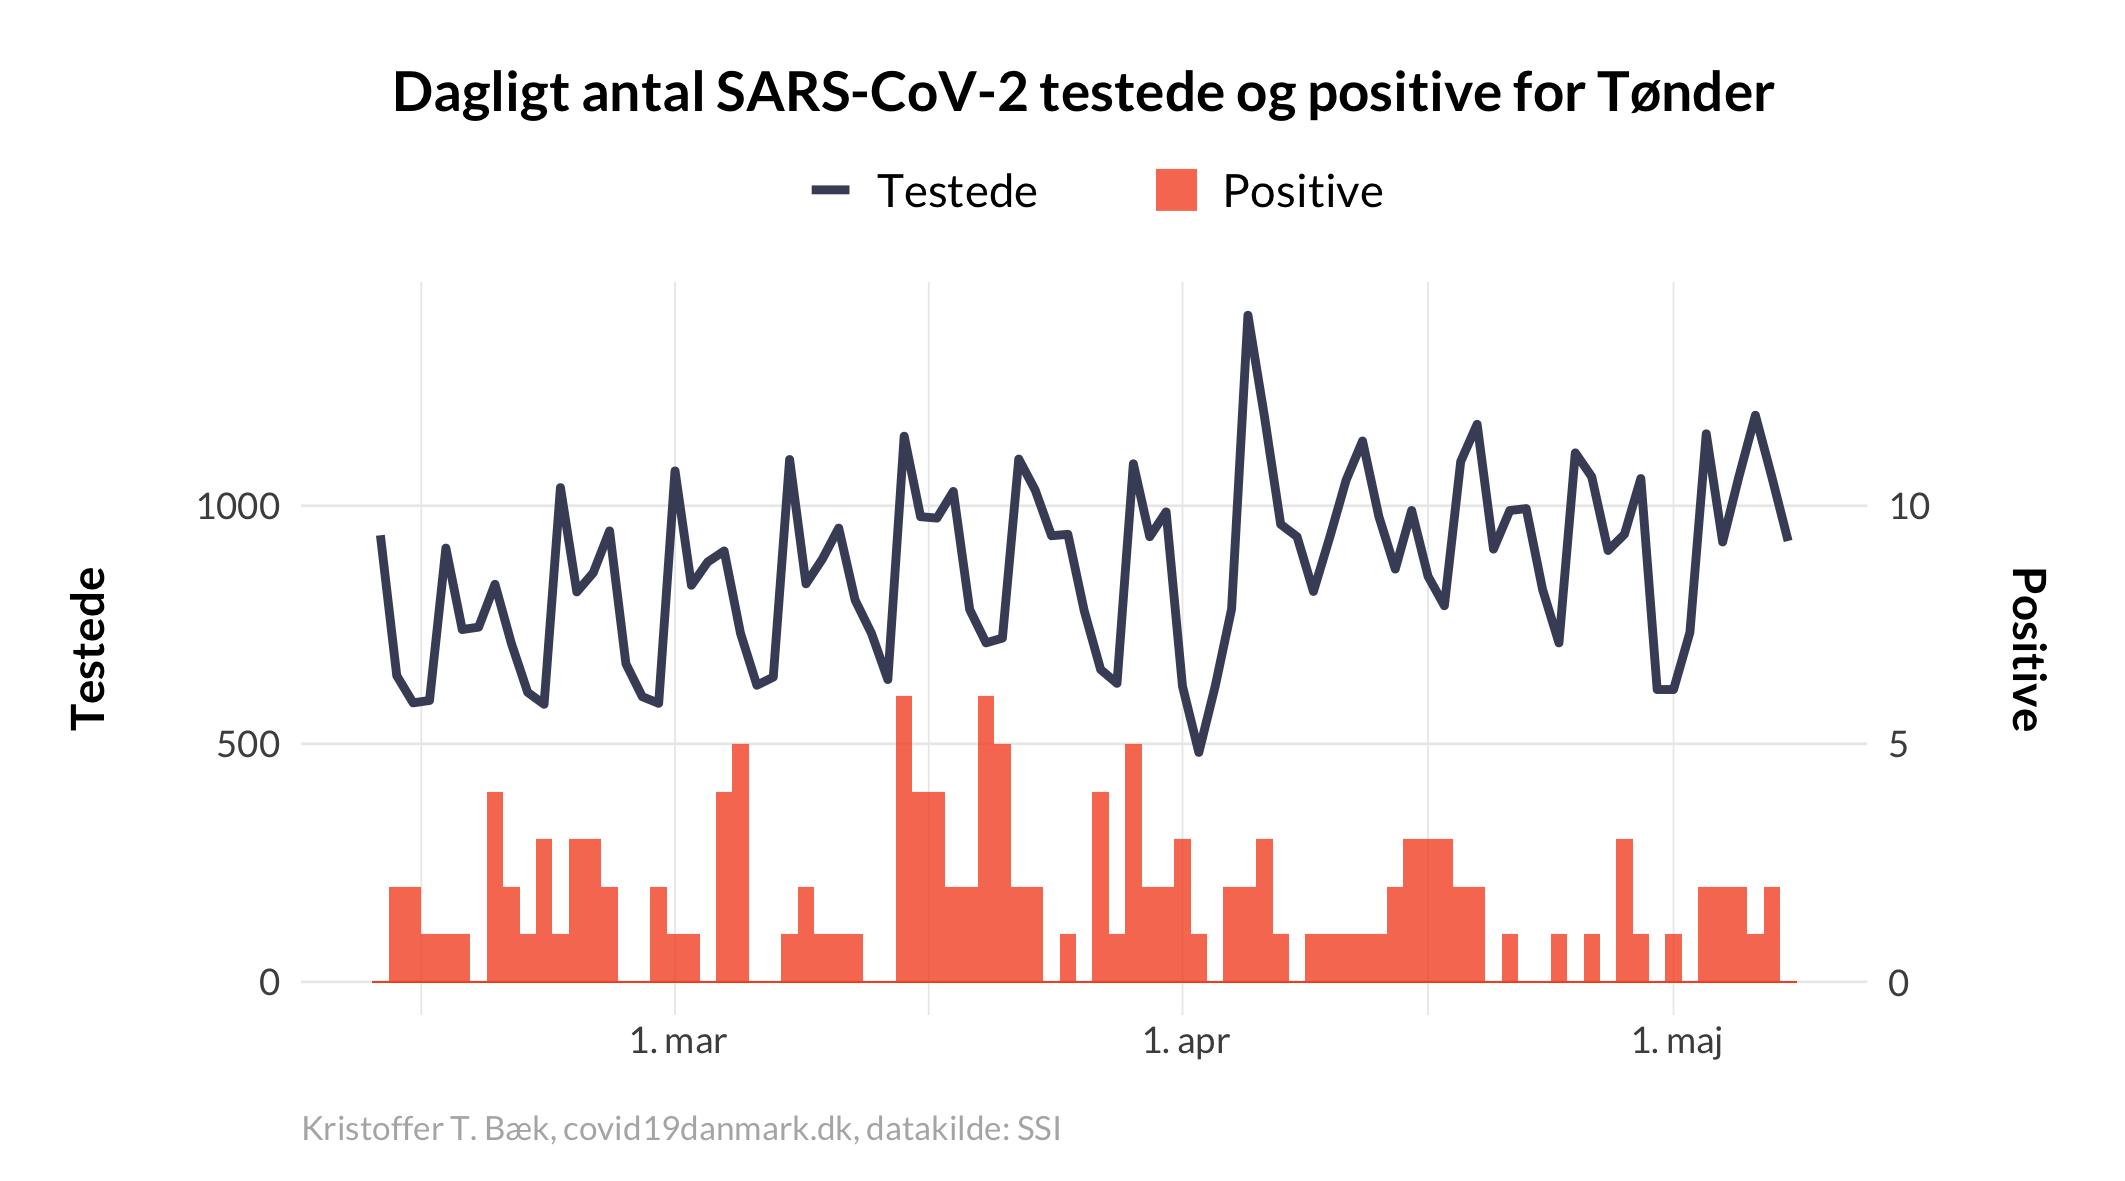 Dagligt antal SARS-CoV-2 testede og positive for Tønder
Testede
Positive
1000
500
0
10
5
0
Testede
Positive
1. mar
1. apr
1. maj
Kristoffer T. Bæk, covid19danmark.dk, datakilde: SSI